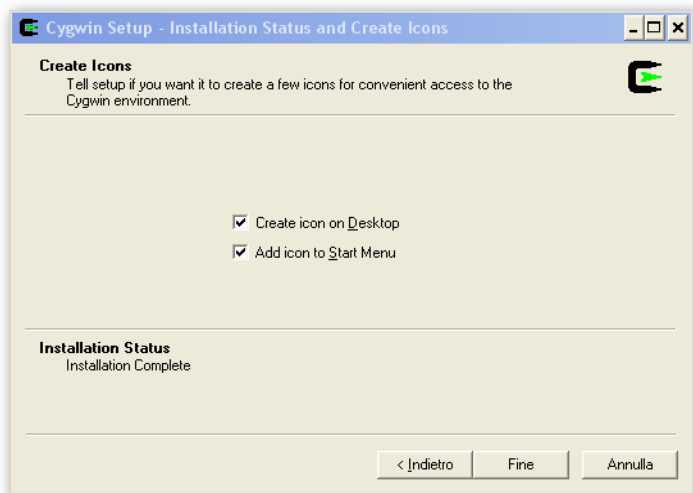 Cygwin Setup - Installation Status and Create Icons
Create Icons
Tell setup if you want it to create a few icons for convenient access to the
Cygwin environment.
Create icon on Desktop
Add icon to Start Menu
Installation Status
Installation Complete
< Indietro
Fine
Annulla